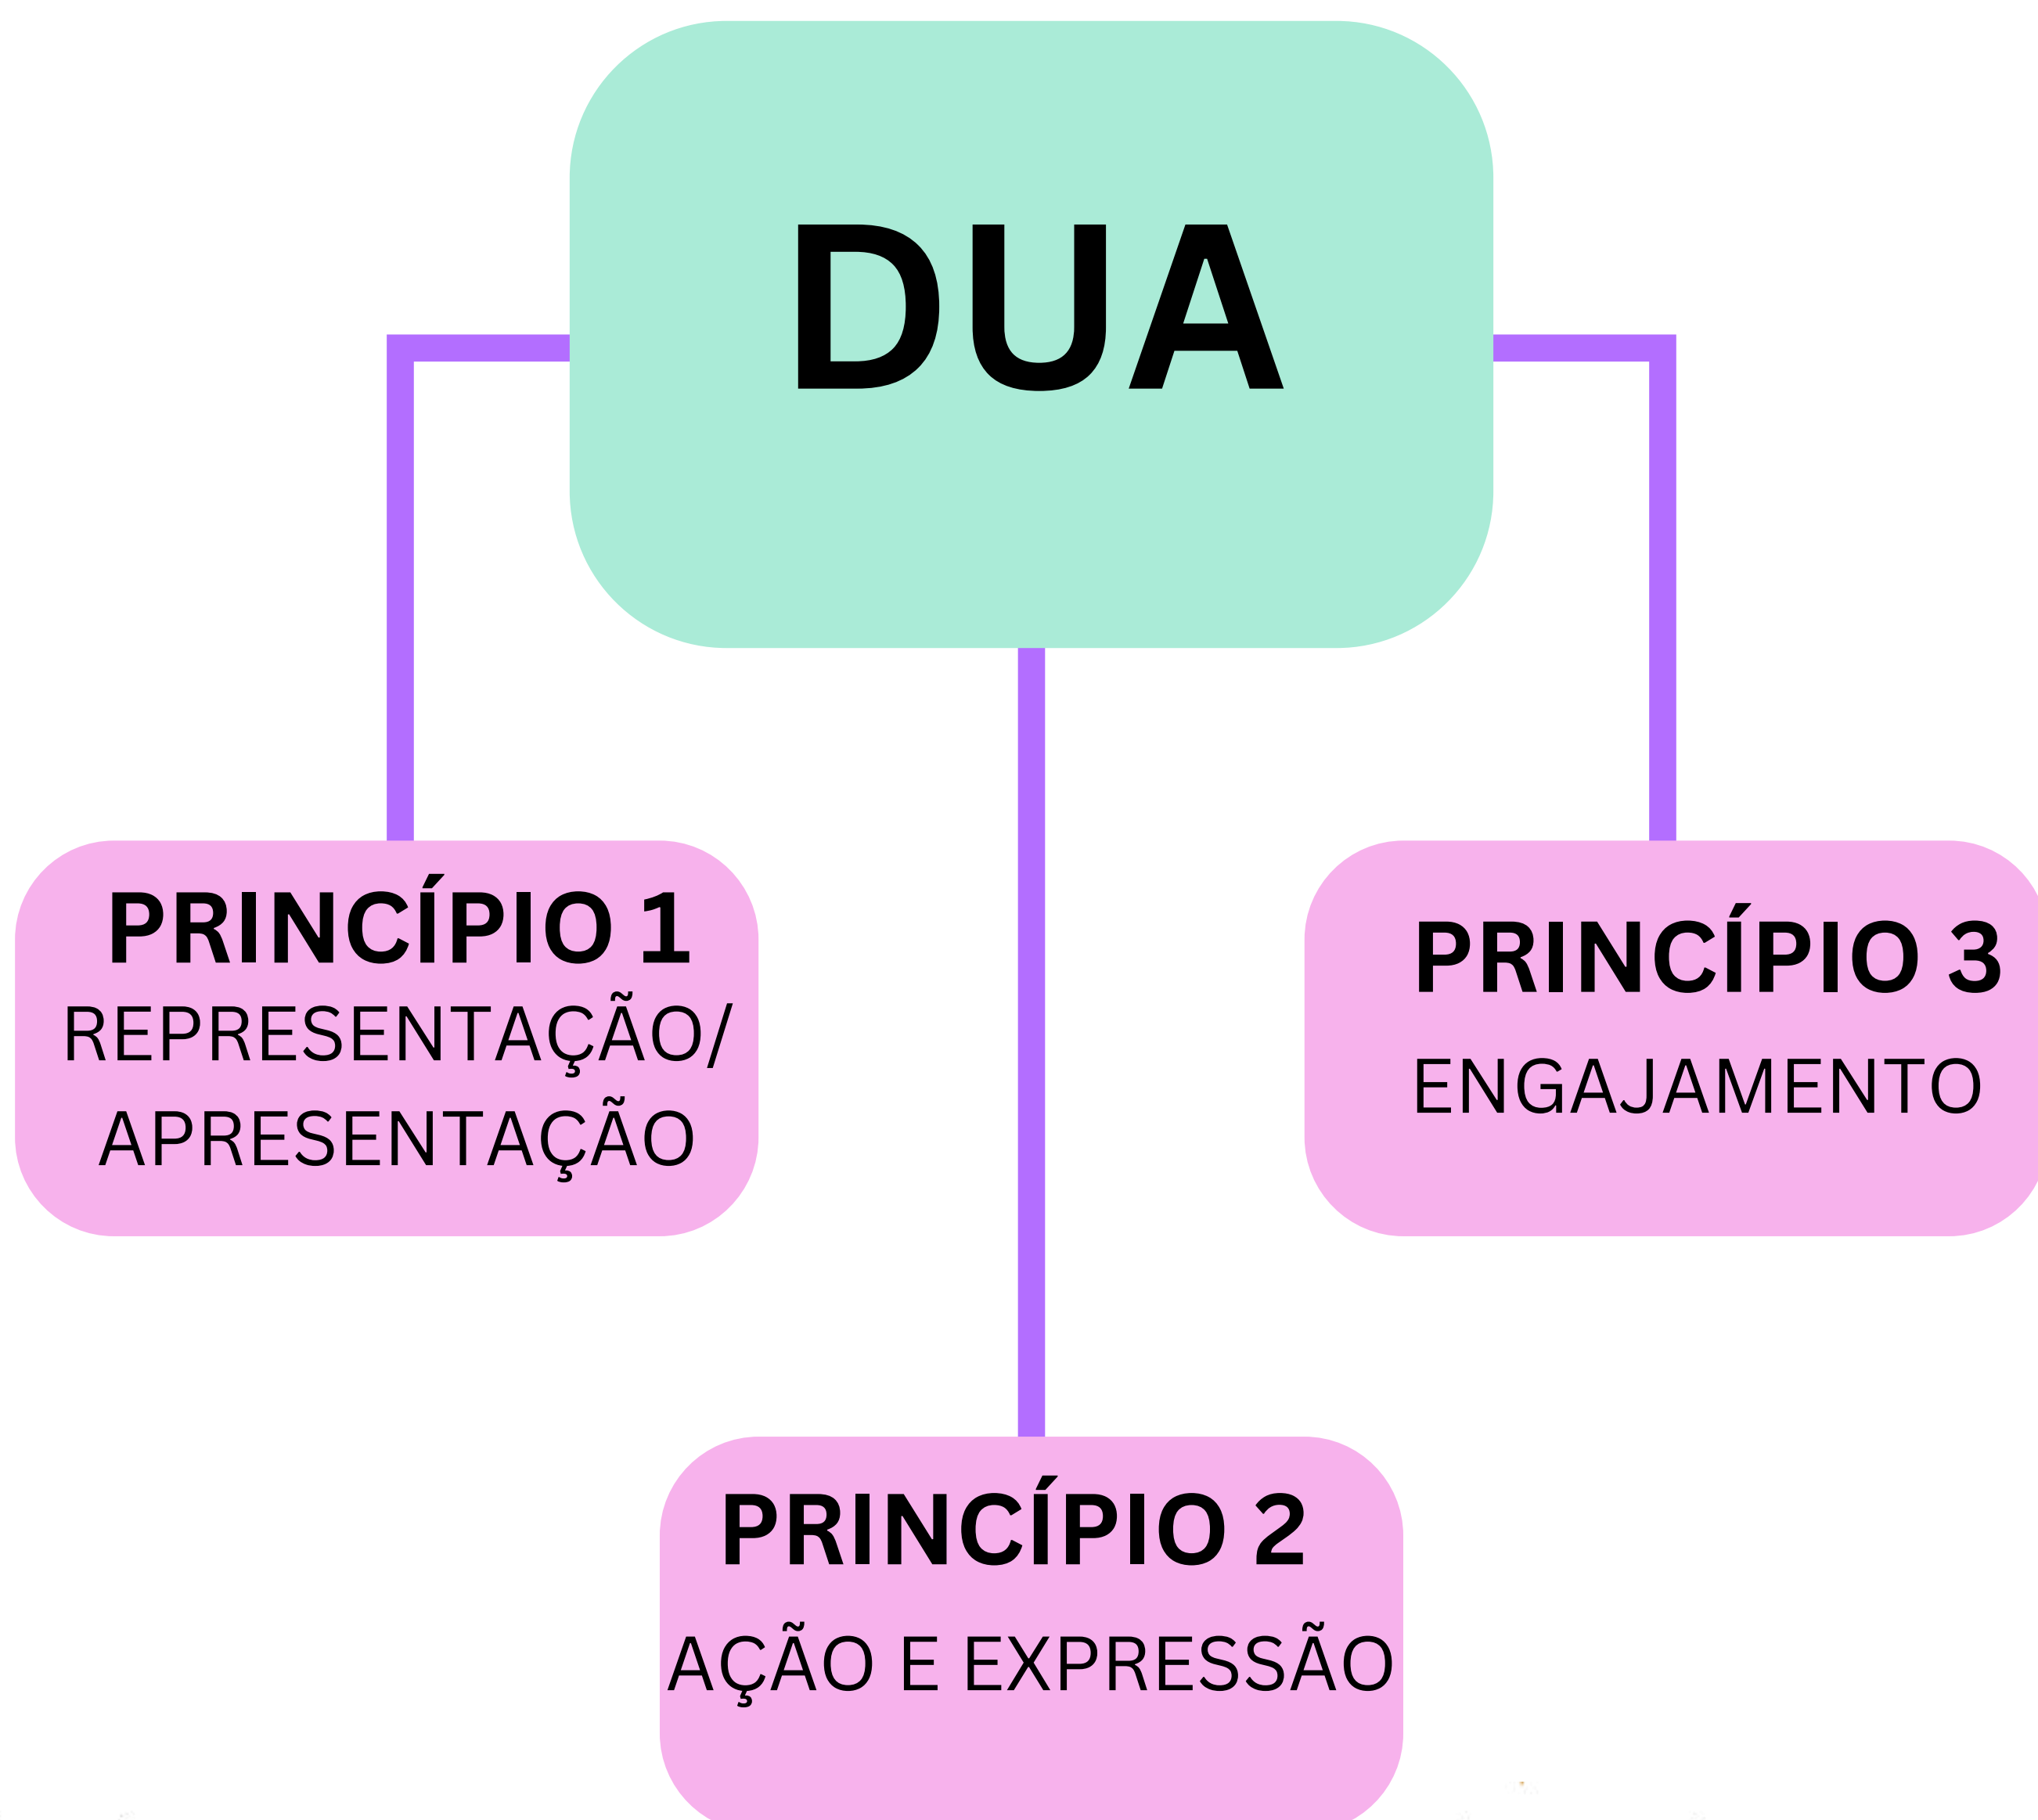 DUA
PRINCÍPIO 1
REPRESENTAÇÃO/
APRESENTAÇÃO
PRINCÍPIO 3
ENGAJAMENTO
PRINCÍPIO 2
AÇÃO E EXPRESSÃO